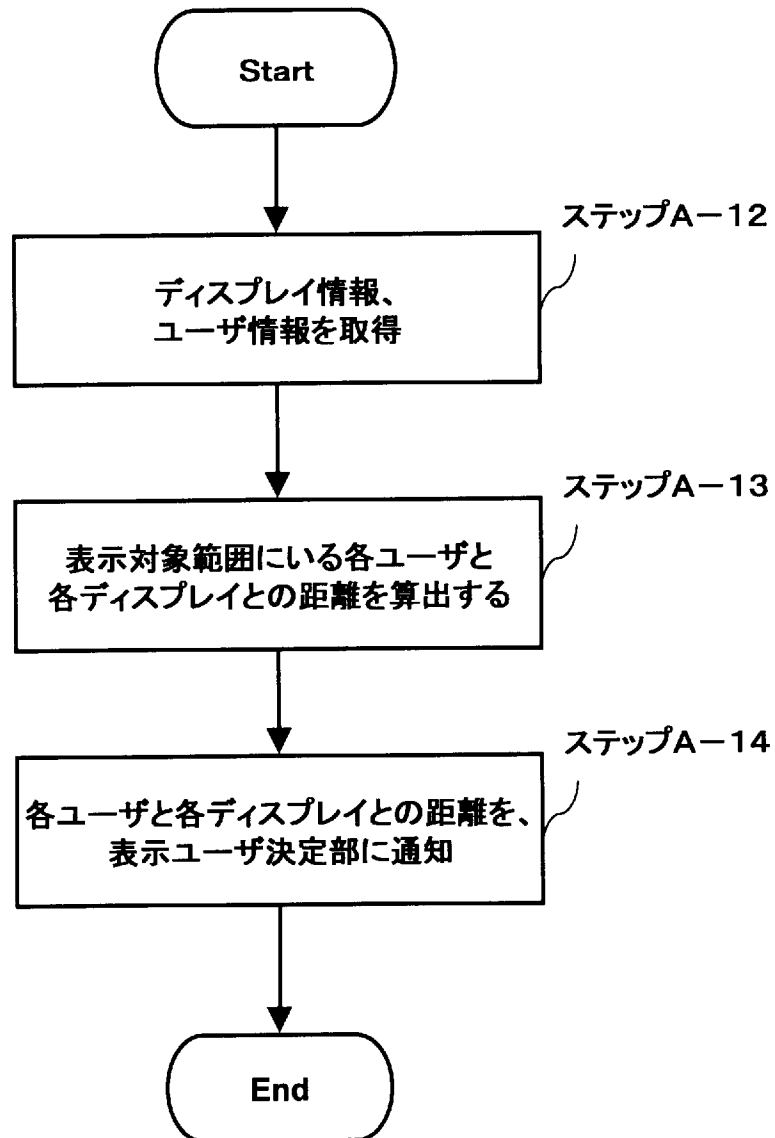 Start
ステップA－12
ディスプレイ情報、
ユーザ情報を取得
ステップA－13
表示対象範囲にいる各ユーザと
各ディスプレイとの距離を算出する
ステップA－14
各ユーザと各ディスプレイとの距離を、
表示ユーザ決定部に通知
End